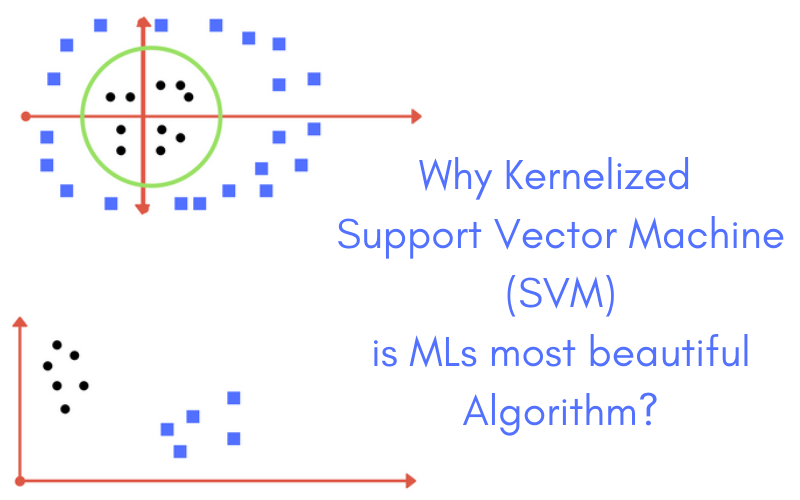 Why Kernelized
Support Vector Machine
(SVM)
is MLs most beautiful
Algorithm?